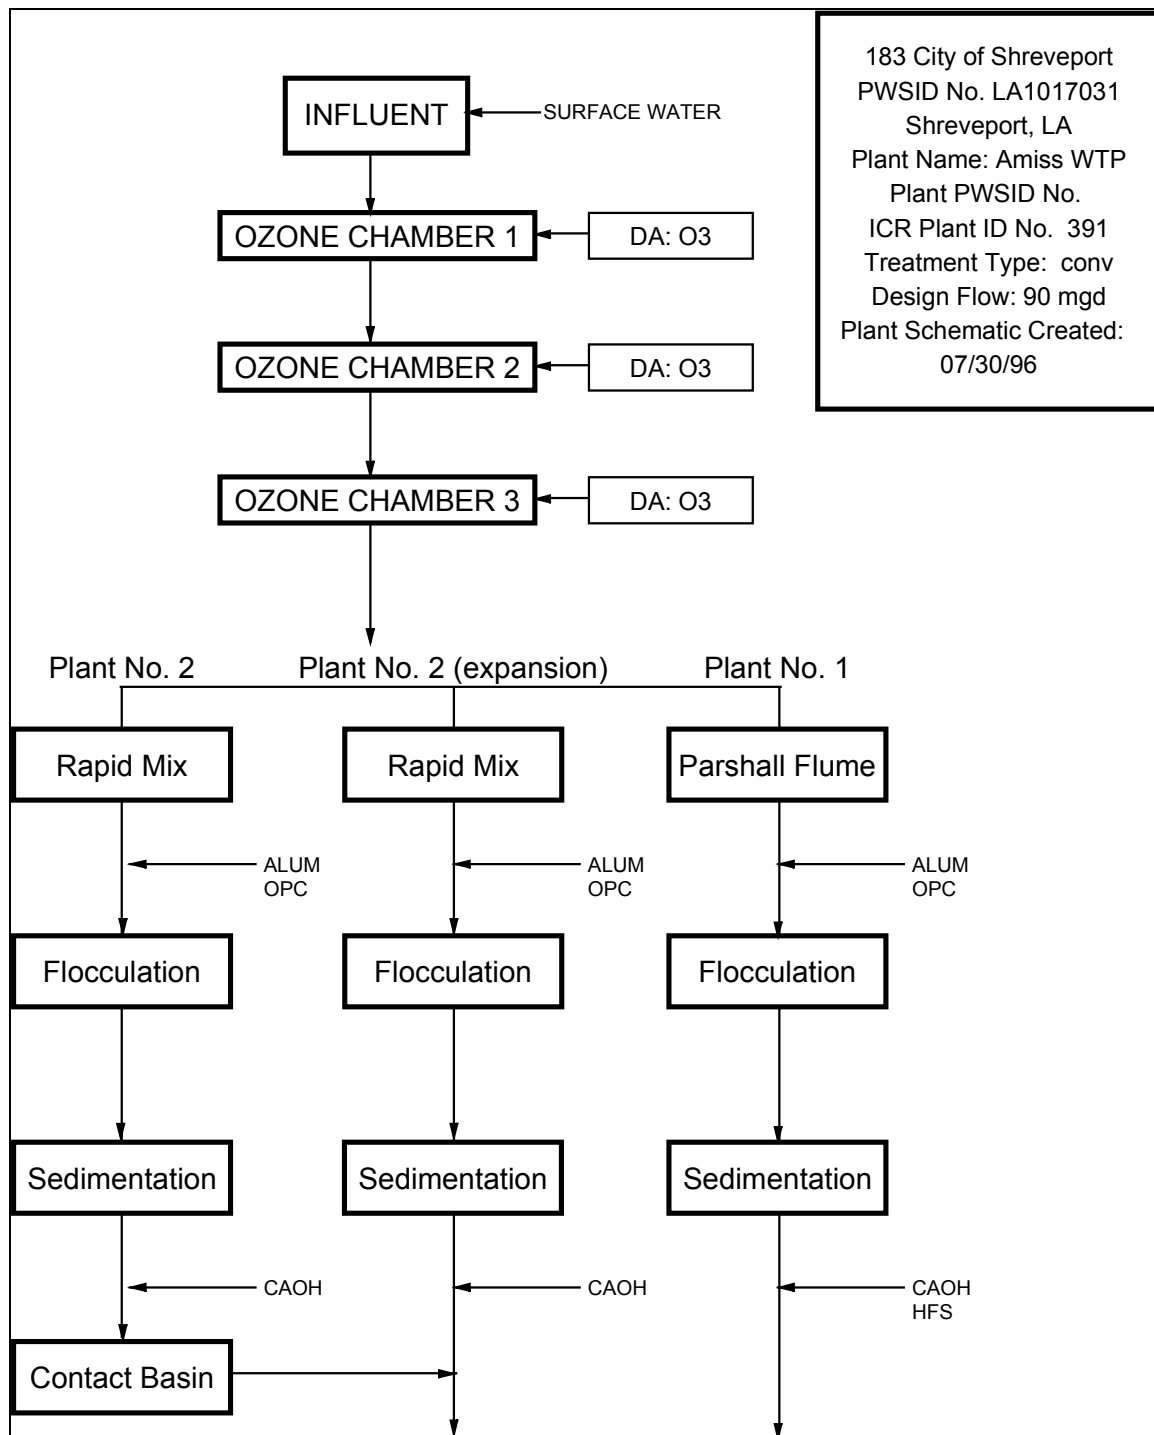 183 City of Shreveport
PWSID No. LA1017031
Shreveport, LA
Plant Name: Amiss WTP
Plant PWSID No.
ICR Plant ID No. 391
Treatment Type: conv
Design Flow: 90 mgd
Plant Schematic Created:
07/30/96
INFLUENT
SURFACE WATER
OZONE CHAMBER 1
DA: O3
OZONE CHAMBER 2
DA: O3
OZONE CHAMBER 3
DA: O3
Plant No. 2
Plant No. 2 (expansion)
Plant No. 1
Rapid Mix
Rapid Mix
Parshall Flume
ALUM
OPC
ALUM
OPC
ALUM
OPC
Flocculation
Flocculation
Flocculation
Sedimentation
Sedimentation
Sedimentation
CAOH
CAOH
CAOH
HFS
Contact Basin